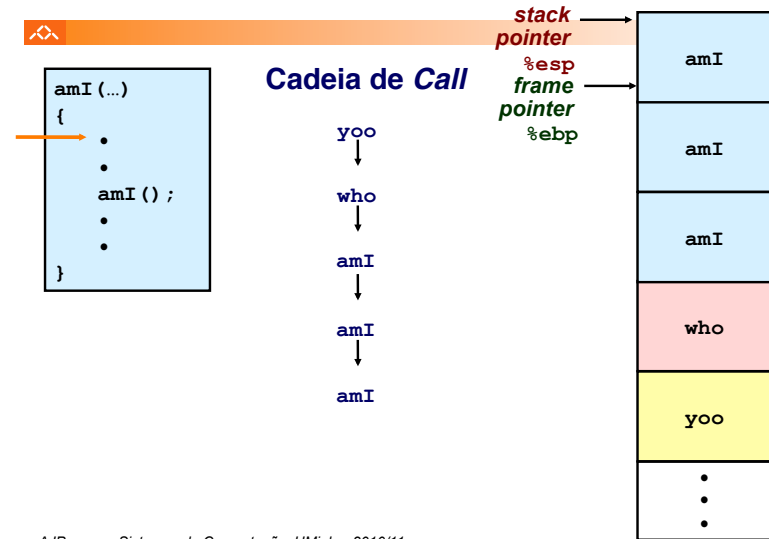 stack
pointer
%esp
frame
pointer
%ebp
Cadeia de Call
amI(…)
{
•
•
amI();
•
•
}
yoo
who
amI
amI
amI
amI
amI
amI
who
yoo
•
•
•